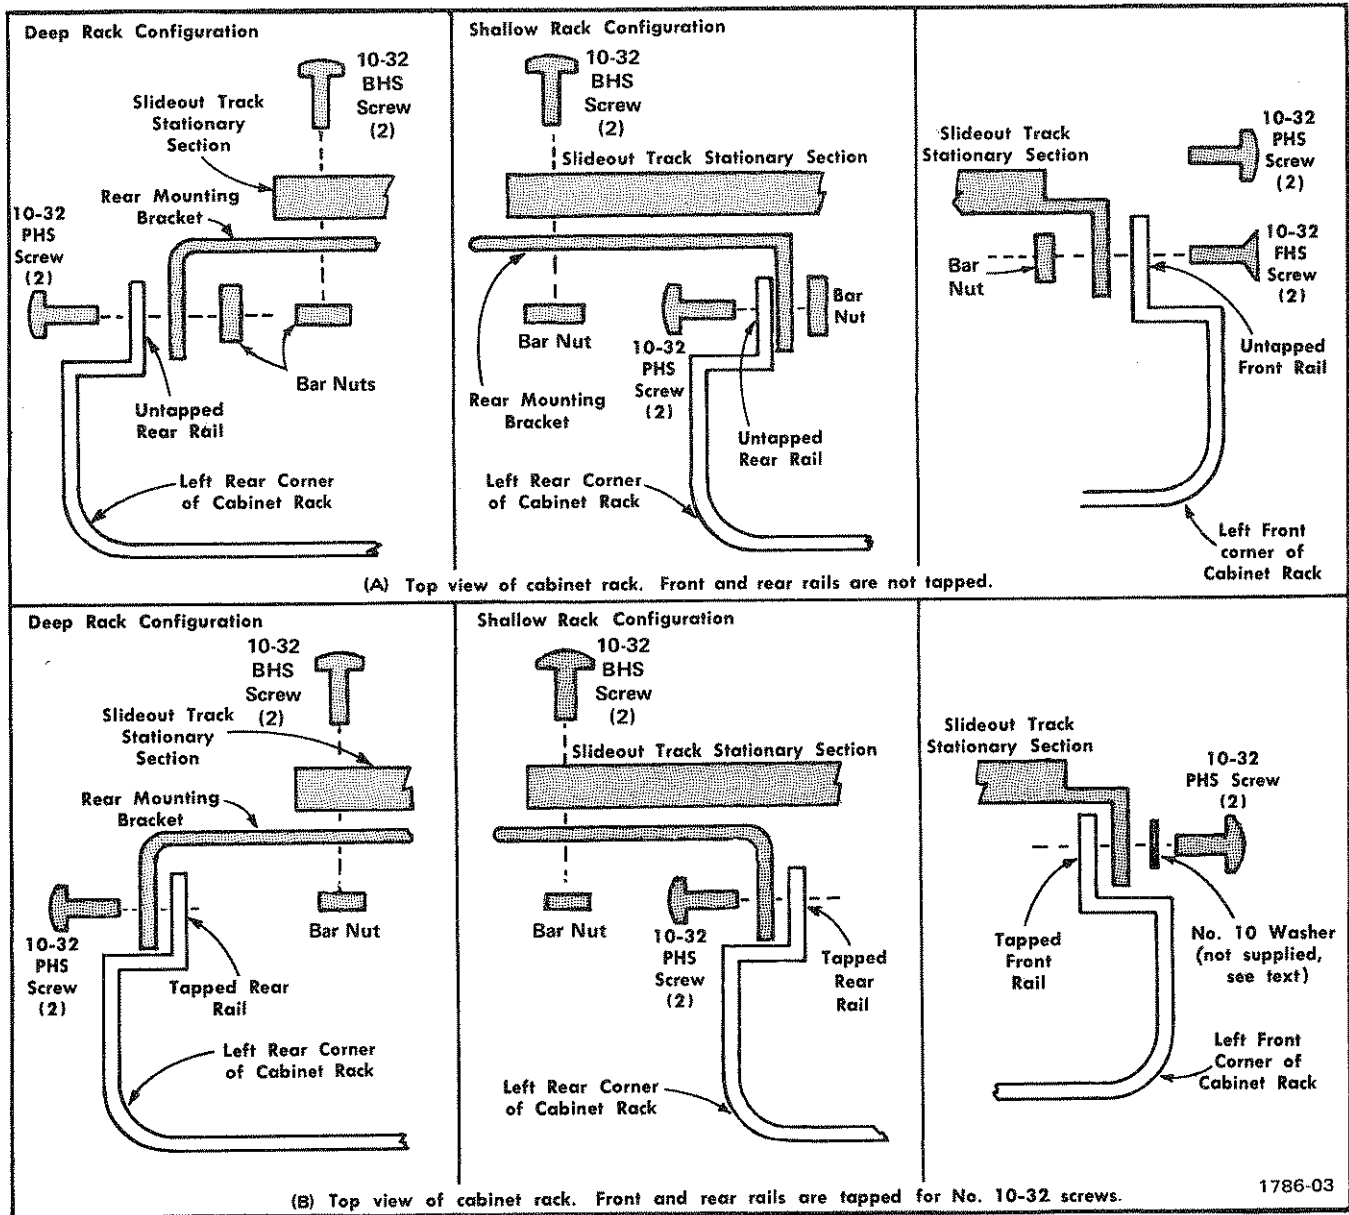 Deep Rack Configuration
10-32
BHS
Screw
(2)
Slideout Track
Stationary
Section
Rear Mounting
Bracket
10-32
PHS
Screw
(2)
Bar Nuts
Untapped
Rear Rail
Left Rear Corner
of Cabinet Rack
Shallow Rack Configuration
10-32
BHS
Screw
(2)
Slideout Track Stationary Section
Bar Nut
Bar
Nut
10-32
PHS
Screw
(2)
Rear Mounting
Bracket
Untapped
Rear Rail
Left Rear Corner
of Cabinet Rack
Slideout Track
Stationary Section
10-32
PHS
Screw
(2)
10-32
FHS
Screw
(2)
Bar
Nut
Untapped
Front Rail
Left Front
corner of
Cabinet Rack
(A) Top view of cabinet rack. Front and rear rails are not tapped.
Deep Rack Configuration
10-32
BHS
Screw
(2)
Slideout Track
Stationary
Section
Rear Mounting
Bracket
10-32
PHS
Screw
(2)
Bar Nut
Tapped Rear
Rail
Left Rear Corner
of Cabinet Rack
Shallow Rack Configuration
10-32
BHS
Screw
(2)
Slideout Track Stationary Section
Bar Nut
10-32
PHS
Screw
(2)
Tapped
Rear
Rail
Left Rear Corner
of Cabinet Rack
Slideout Track
Stationary Section
10-32
PHS Screw
(2)
Tapped
Front
Rail
No. 10 Washer
(not supplied,
see text)
Left Front
Corner of
Cabinet Rack
(B) Top view of cabinet rack. Front and rear rails are tapped for No. 10-32 screws.
1786-03